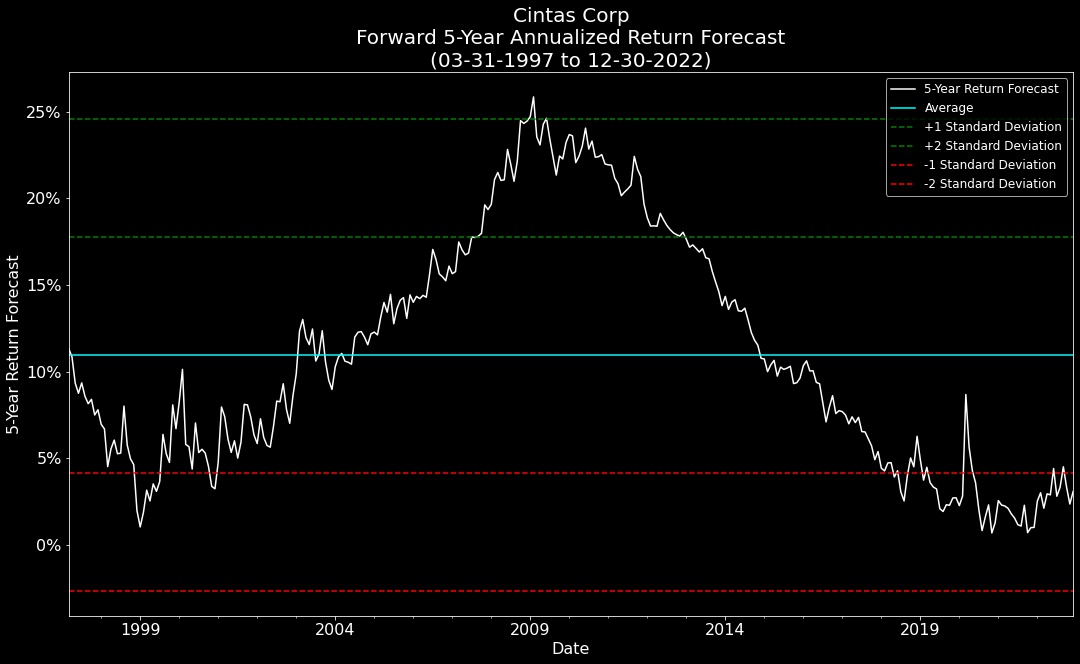 Cintas Corp
Forward 5-Year Annualized Return Forecast
(03-31-1997 to 12-30-2022)
5-Year Return Forecast
Average
+1 Standard Deviation
+2 Standard Deviation
-1 Standard Deviation
-2 Standard Deviation
5-Year Return Forecast
25%
20%
15%
10%
5%
0%
1999 2004 2009 2014 2019
Date